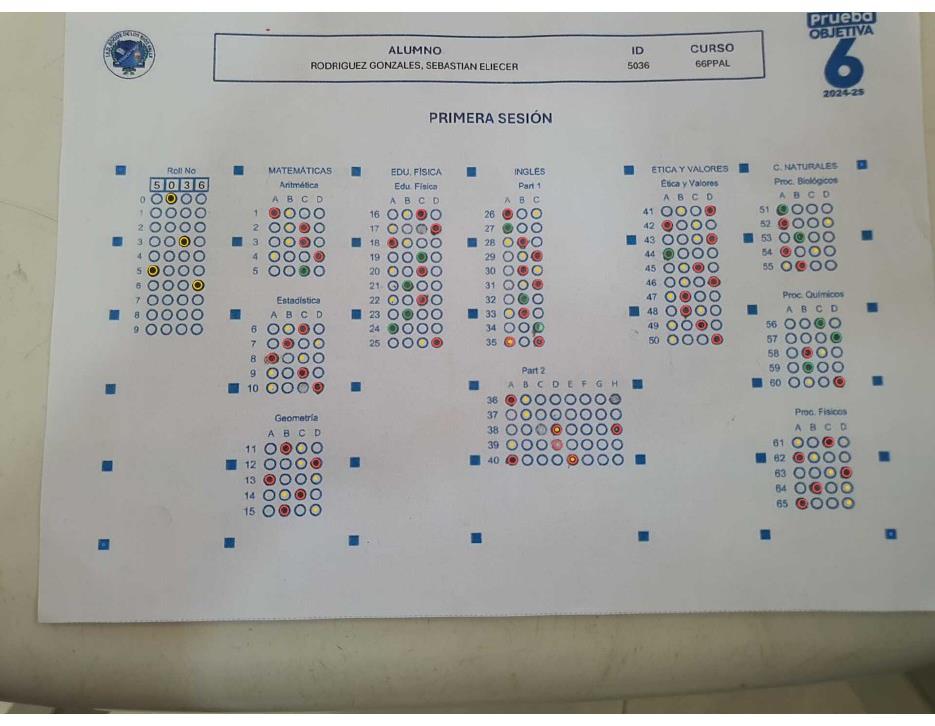 Prueba
OBJETIVA
6
2024-25
ALUMNO ID CURSO
RODRIGUEZ GONZALES, SEBASTIAN ELIECER 5036 66PPAL
PRIMERA SESIÓN
Roll No
5 0 3 6
0
1
2
3
4
5
6
7
8
9
MATEMÁTICAS
Aritmética
A B C D
1
2
3
4
5
Estadística
A B C D
6
7
8
9
10
Geometría
A B C D
11
12
13
14
15
EDU. FÍSICA
Edu. Física
A B C D
16
17
18
19
20
21
22
23
24
25
INGLÉS
Part 1
A B C
26
27
28
29
30
31
32
33
34
35
Part 2
A B C D E F G H
36
37
38
39
40
ÉTICA Y VALORES
Ética y Valores
A B C D
41
42
43
44
45
46
47
48
49
50
C. NATURALES
Proc. Biológicos
A B C D
51
52
53
54
55
Proc. Químicos
A B C D
56
57
58
59
60
Proc. Físicos
A B C D
61
62
63
64
65